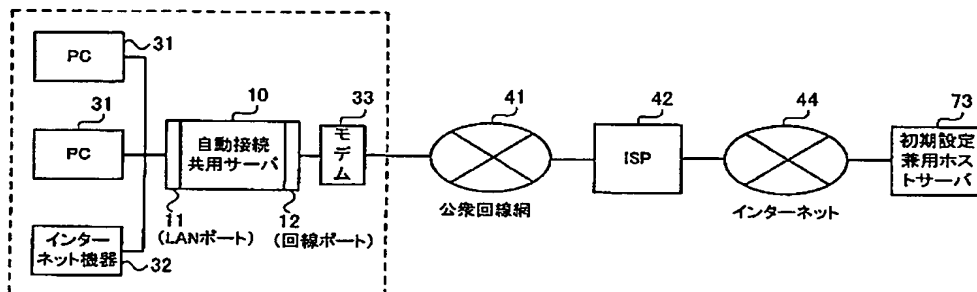 31
PC
31
PC
10
自動接続
共用サーバ
33
モデム
11
(LANポート)
12
(回線ポート)
インター
ネット機器
32
41
公衆回線網
42
ISP
44
インターネット
73
初期設定
兼用ホス
トサーバ